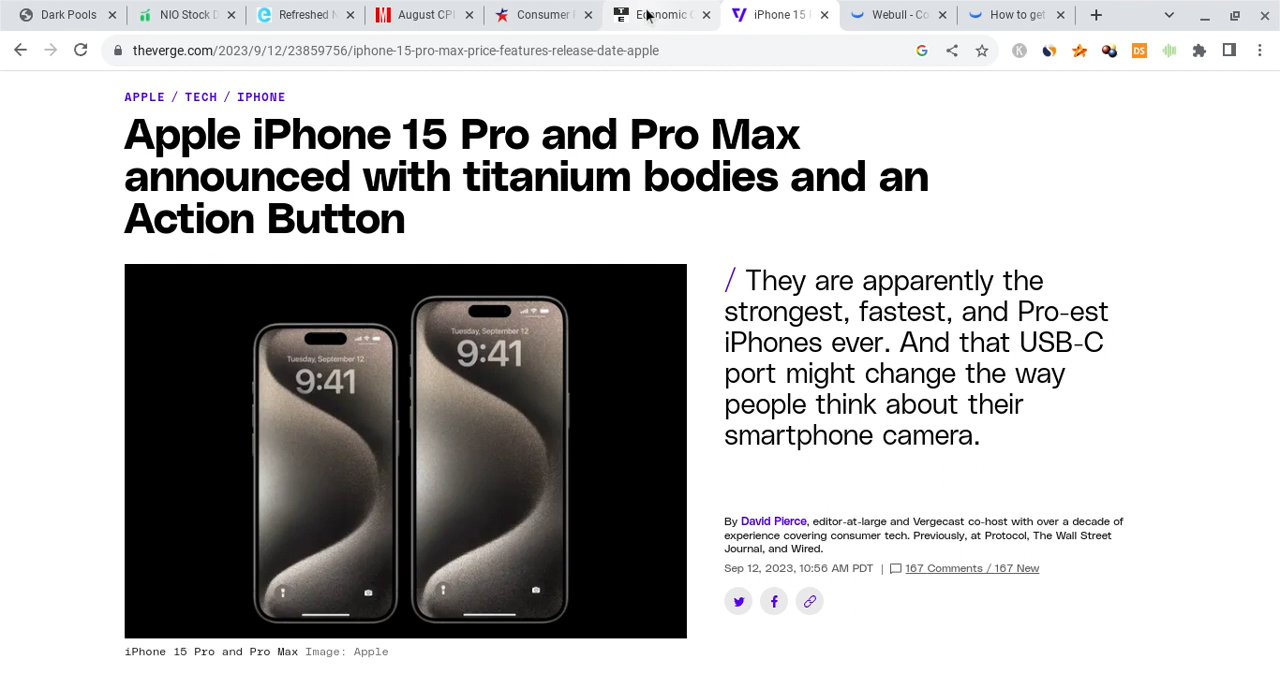 Dark Pools
NIO Stock D
Refreshed N
August CPI
Consumer
Economic C
iPhone 15
Webull - Co
How to get
theverge.com/2023/9/12/23859756/iphone-15-pro-max-price-features-release-date-apple
K
DS
APPLE / TECH / IPHONE
Apple iPhone 15 Pro and Pro Max
announced with titanium bodies and an
Action Button
Tuesday, September 12
9:41
Tuesday, September 12
9:41
/ They are apparently the
strongest, fastest, and Pro-est
iPhones ever. And that USB-C
port might change the way
people think about their
smartphone camera.
By David Pierce, editor-at-large and Vergecast co-host with over a decade of
experience covering consumer tech. Previously, at Protocol, The Wall Street
Journal, and Wired.
Sep 12, 2023, 10:56 AM PDT | 167 Comments / 167 New
iPhone 15 Pro and Pro Max Image: Apple